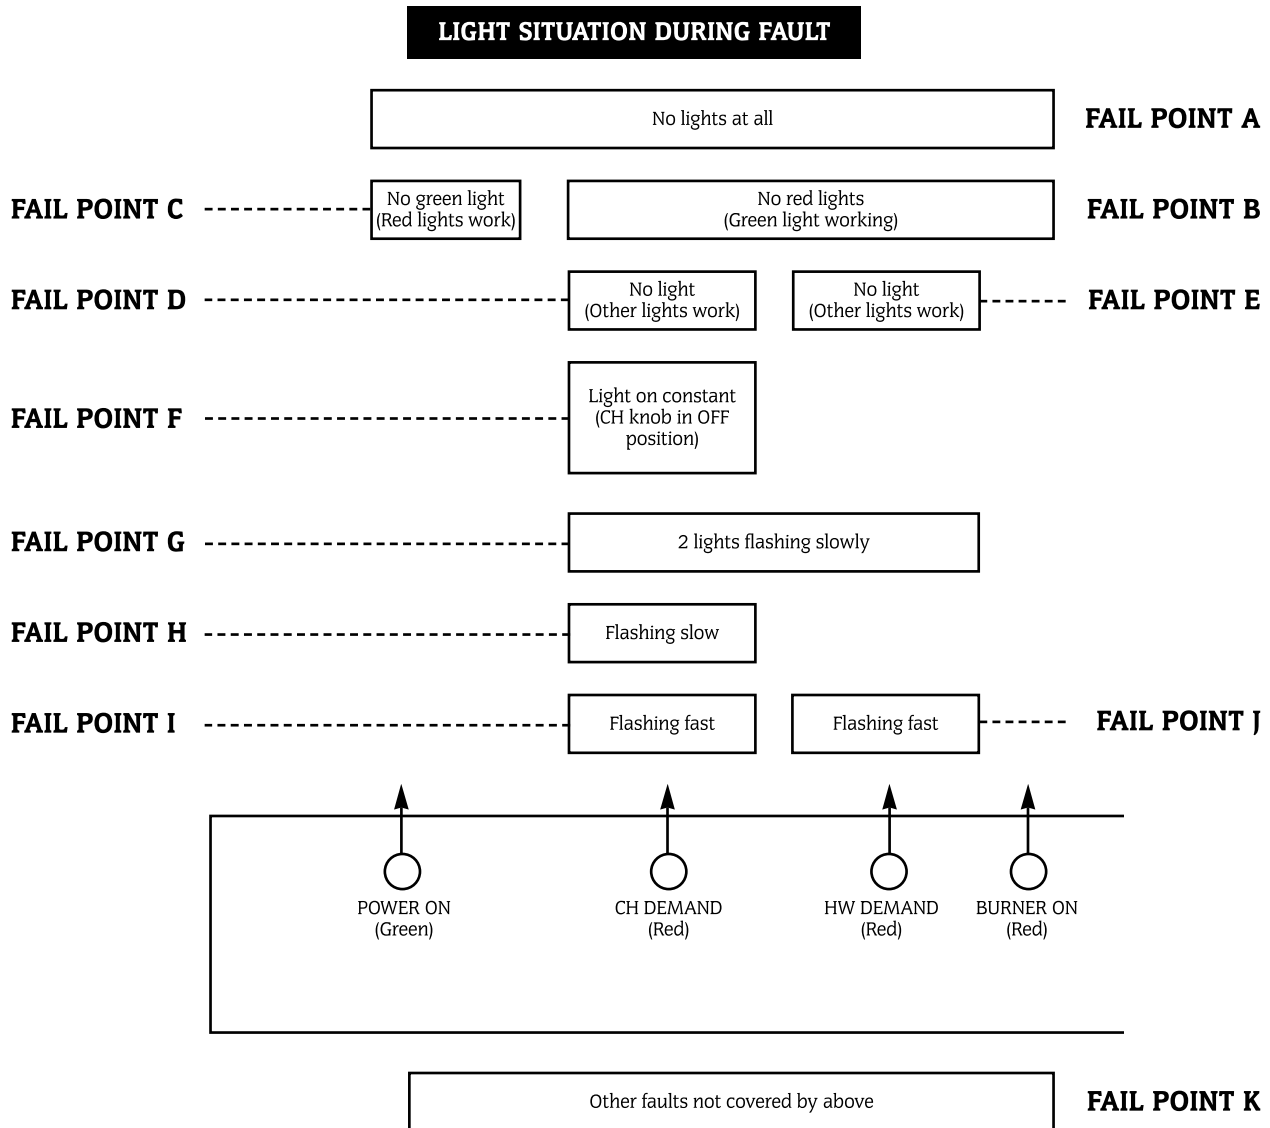 LIGHT SITUATION DURING FAULT
No lights at all
FAIL POINT A
FAIL POINT C
No green light
(Red lights work)
No red lights
(Green light working)
FAIL POINT B
FAIL POINT D
No light
(Other lights work)
No light
(Other lights work)
FAIL POINT E
FAIL POINT F
Light on constant
(CH knob in OFF
position)
FAIL POINT G
2 lights flashing slowly
FAIL POINT H
Flashing slow
FAIL POINT I
Flashing fast
Flashing fast
FAIL POINT J
POWER ON
(Green)
CH DEMAND
(Red)
HW DEMAND
(Red)
BURNER ON
(Red)
Other faults not covered by above
FAIL POINT K